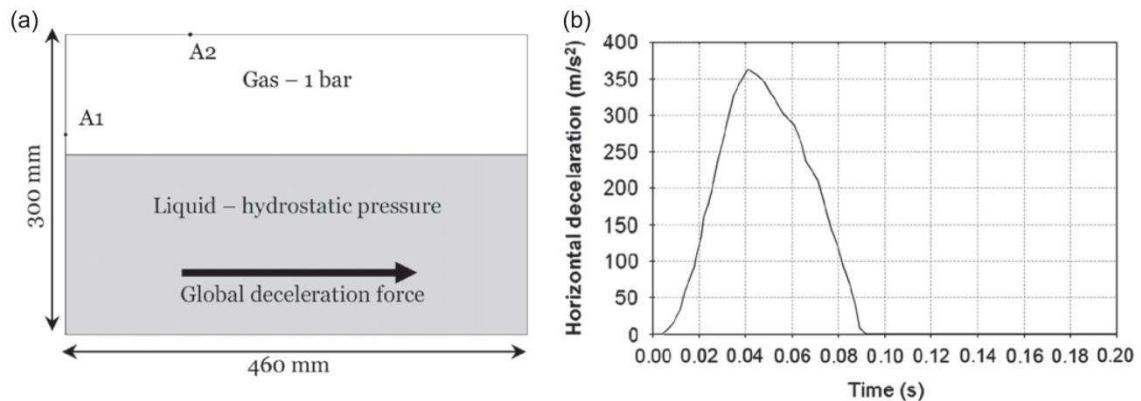 (a)
A2
Gas – 1 bar
A1
300 mm
Liquid – hydrostatic pressure
Global deceleration force
460 mm
(b)
Horizontal decelaration (m/s²)
400
350
300
250
200
150
100
50
0
0.00 0.02 0.04 0.06 0.08 0.10 0.12 0.14 0.16 0.18 0.20
Time (s)